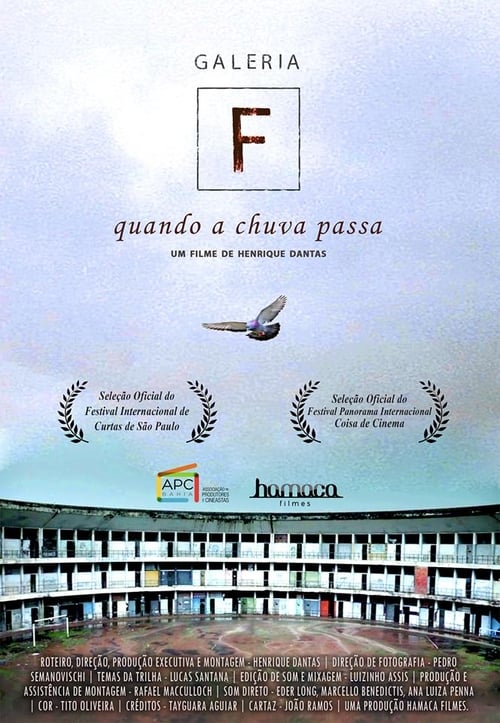 GALERIA
F
quando a chuva passa
UM FILME DE HENRIQUE DANTAS
Seleção Oficial do
Festival Internacional de
Curtas de São Paulo
Seleção Oficial do
Festival Panorama Internacional
Coisa de Cinema
APC
BAHIA
ASSOCIAÇÃO DE
PRODUTORES
E CINEASTAS
hamaca
filmes
ROTEIRO, DIREÇÃO, PRODUÇÃO EXECUTIVA E MONTAGEM - HENRIQUE DANTAS | DIREÇÃO DE FOTOGRAFIA - PEDRO
SEMANOVISCHI | TEMAS DA TRILHA - LUCAS SANTANA | EDIÇÃO DE SOM E MIXAGEM - LUIZINHO ASSIS | PRODUÇÃO E
ASSISTÊNCIA DE MONTAGEM - RAFAEL MACCULLOCH | SOM DIRETO - EDER LONG, MARCELLO BENEDICTIS, ANA LUIZA PENNA
| COR - TITO OLIVEIRA | CRÉDITOS - TAYGUARA AGUIAR | CARTAZ - JOÃO RAMOS | UMA PRODUÇÃO HAMACA FILMES.